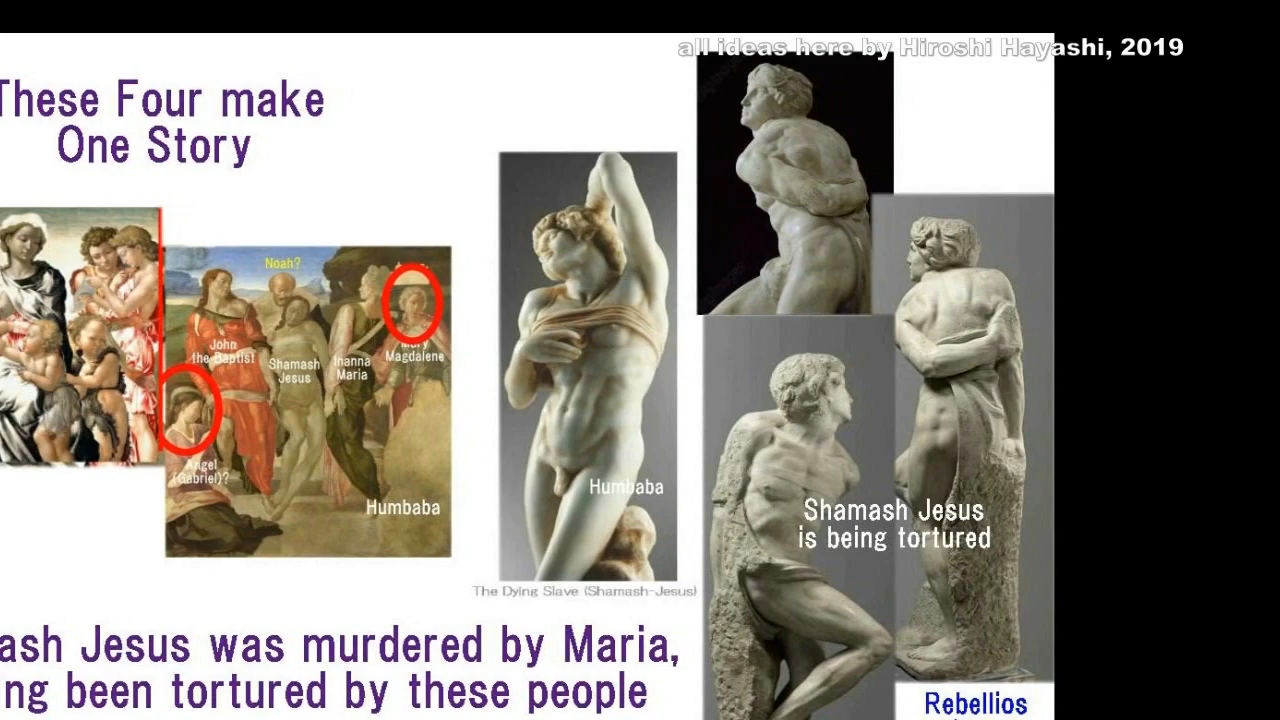 all ideas here by Hiroshi Hayashi, 2019
These Four make
One Story
Noah?
John
the Baptist
Shamash
Jesus
Inanna
Maria
Mary
Magdalene
Angel
(Gabriel)?
Humbaba
Humbaba
The Dying Slave (Shamash-Jesus)
Shamash Jesus
is being tortured
ash Jesus was murdered by Maria,
ng been tortured by these people
Rebellios